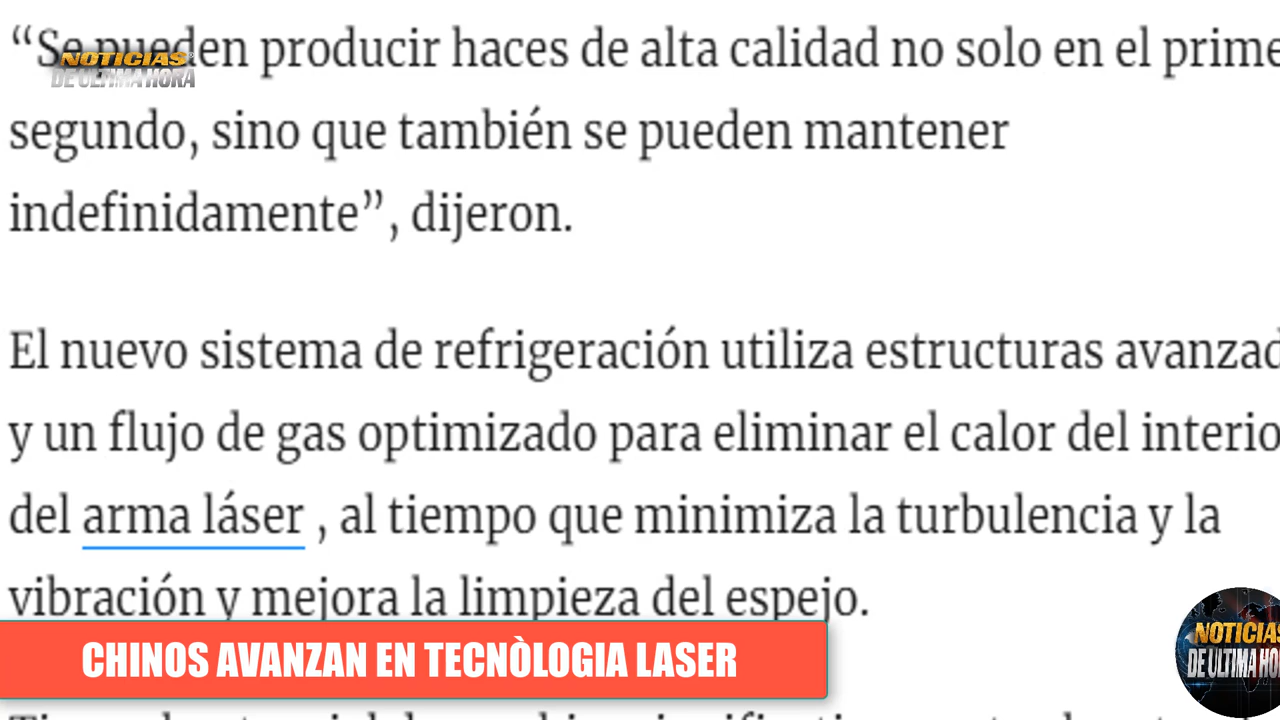 “Se pueden producir haces de alta calidad no solo en el prime
NOTICIAS
DE ULTIMA HORA
segundo, sino que también se pueden mantener
indefinidamente”, dijeron.
El nuevo sistema de refrigeración utiliza estructuras avanzad
y un flujo de gas optimizado para eliminar el calor del interio
del arma láser , al tiempo que minimiza la turbulencia y la
vibración y mejora la limpieza del espejo.
CHINOS AVANZAN EN TECNÒLOGIA LASER
NOTICIAS
DE ULTIMA HO